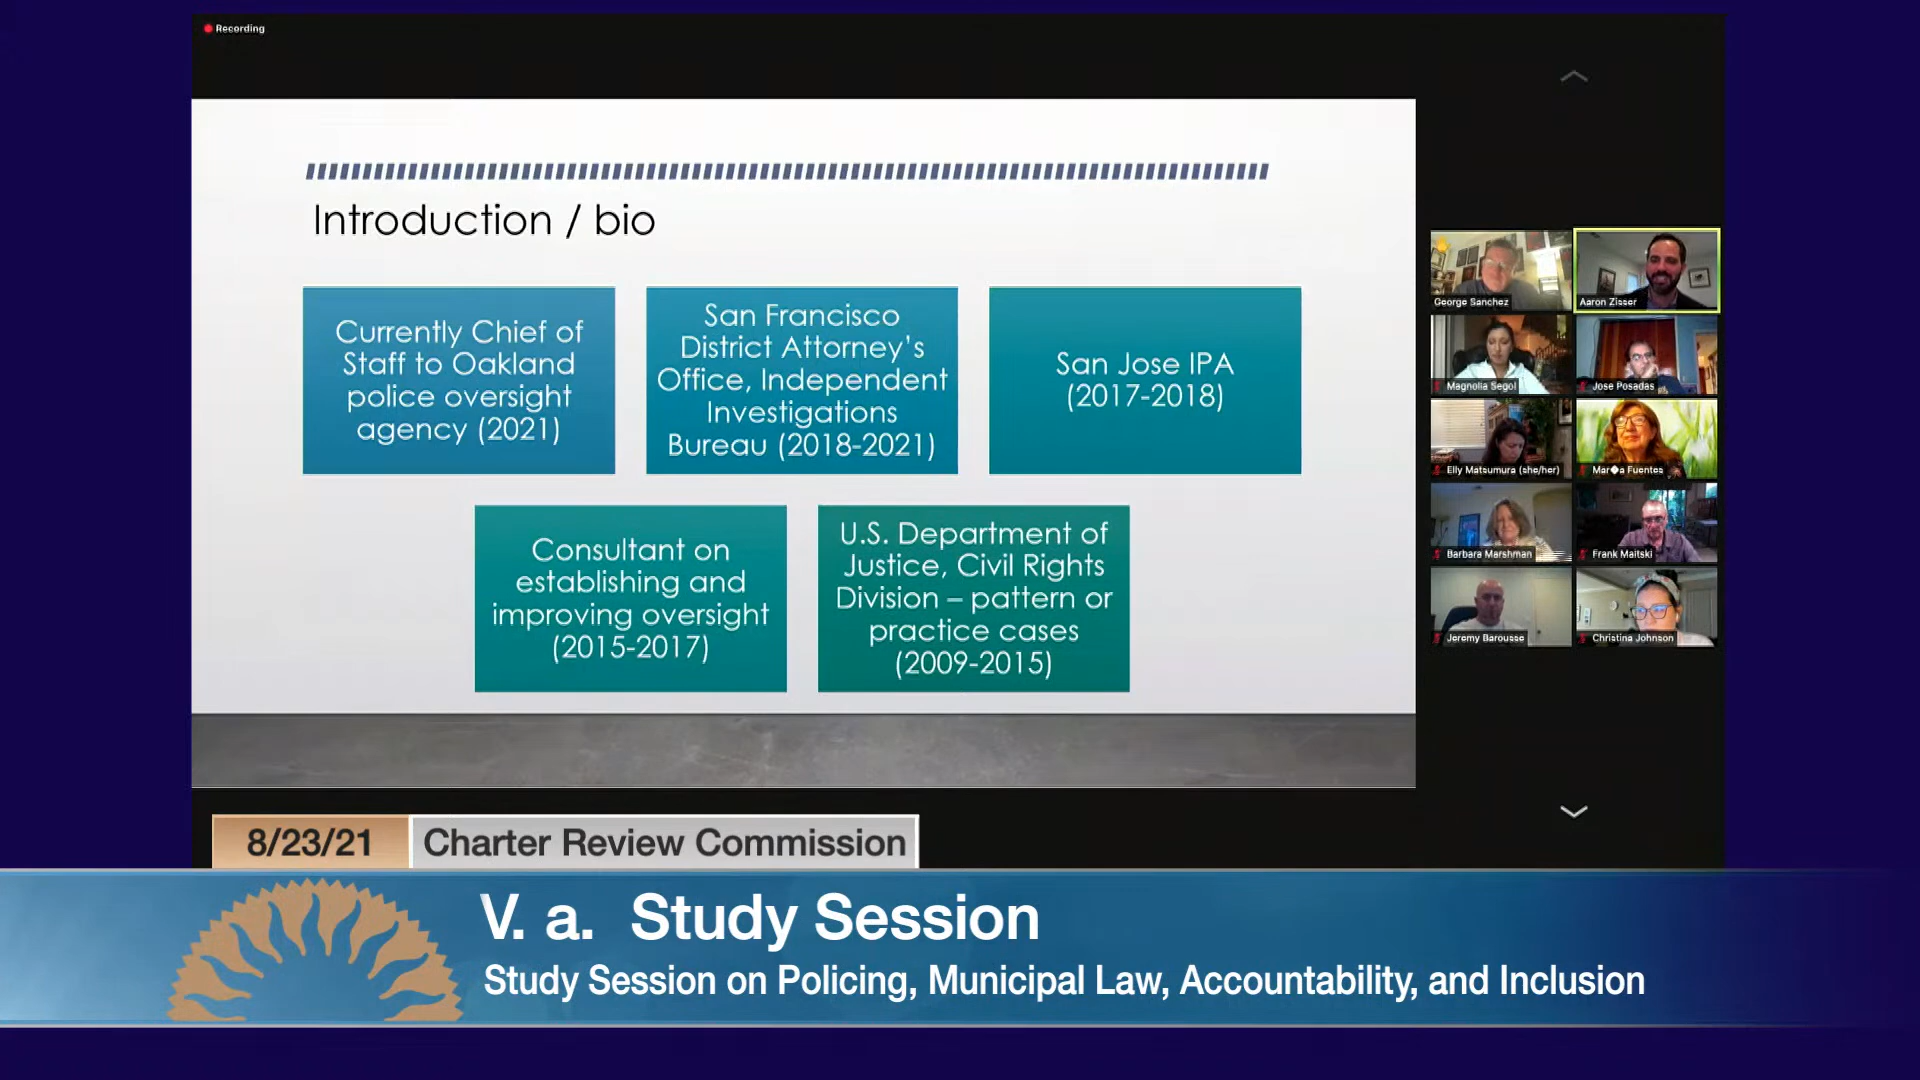 Recording
Introduction / bio
Currently Chief of
Staff to Oakland
police oversight
agency (2021)
San Francisco
District Attorney's
Office, Independent
Investigations
Bureau (2018-2021)
San Jose IPA
(2017-2018)
Consultant on
establishing and
improving oversight
(2015-2017)
U.S. Department of
Justice, Civil Rights
Division – pattern or
practice cases
(2009-2015)
George Sanchez
Aaron Zisser
Magnolia Segol
Jose Posadas
Elly Matsumura (she/her)
Mar�a Fuentes
Barbara Marshman
Frank Maitski
Jeremy Barousse
Christina Johnson
8/23/21
Charter Review Commission
V. a. Study Session
Study Session on Policing, Municipal Law, Accountability, and Inclusion